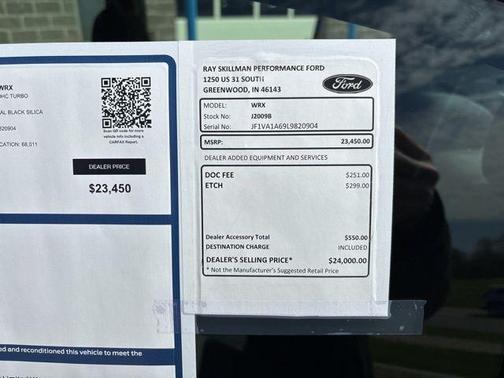 WRX
HC TURBO
AL BLACK SILICA
820904
CATION: 68,511
Scan QR code for more
vehicle info including a
CARFAX Report.
DEALER PRICE
$23,450
ed and reconditioned this vehicle to meet the
RAY SKILLMAN PERFORMANCE FORD
1250 US 31 SOUTH
GREENWOOD, IN 46143
Ford
MODEL: WRX
Stock No: J2009B
Serial No: JF1VA1A69L9820904
MSRP: 23,450.00
DEALER ADDED EQUIPMENT AND SERVICES
DOC FEE $251.00
ETCH $299.00
Dealer Accessory Total $550.00
DESTINATION CHARGE INCLUDED
DEALER'S SELLING PRICE* $24,000.00
* Not the Manufacturer's Suggested Retail Price